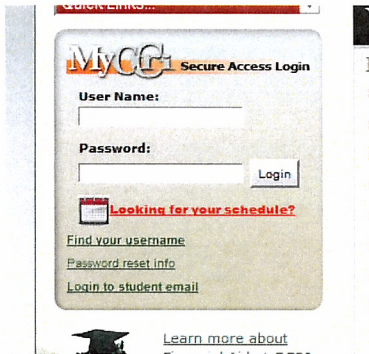 Quick Links...
MyCGi Secure Access Login
User Name:
Password:
Login
Looking for your schedule?
Find your username
Password reset info
Login to student email
Learn more about